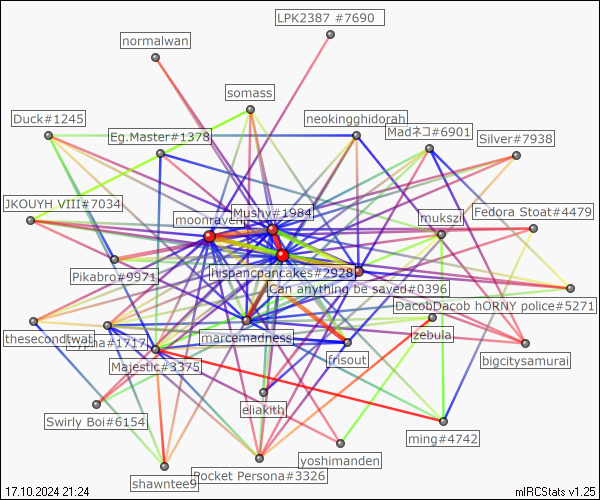 LPK2387 #7690
normalwan
somass
Duck#1245
neokingghidorah
Eg.Master#1378
Madネコ#6901
Silver#7938
JKOUYH VIII#7034
Mushy#1984
moonraven
mukszi
Fedora Stoat#4479
Pikabro#9971
hispancpancakes#2928
Can anything be saved#0396
DacobDacob hORNY police#5271
thesecondtwat
#1717
marcemadness
zebula
Majestic#3375
frisout
bigcitysamurai
eliakith
Swirly Boi#6154
ming#4742
yoshimanden
Pocket Persona#3326
shawntee9
17.10.2024 21:24
mIRCStats v1.25